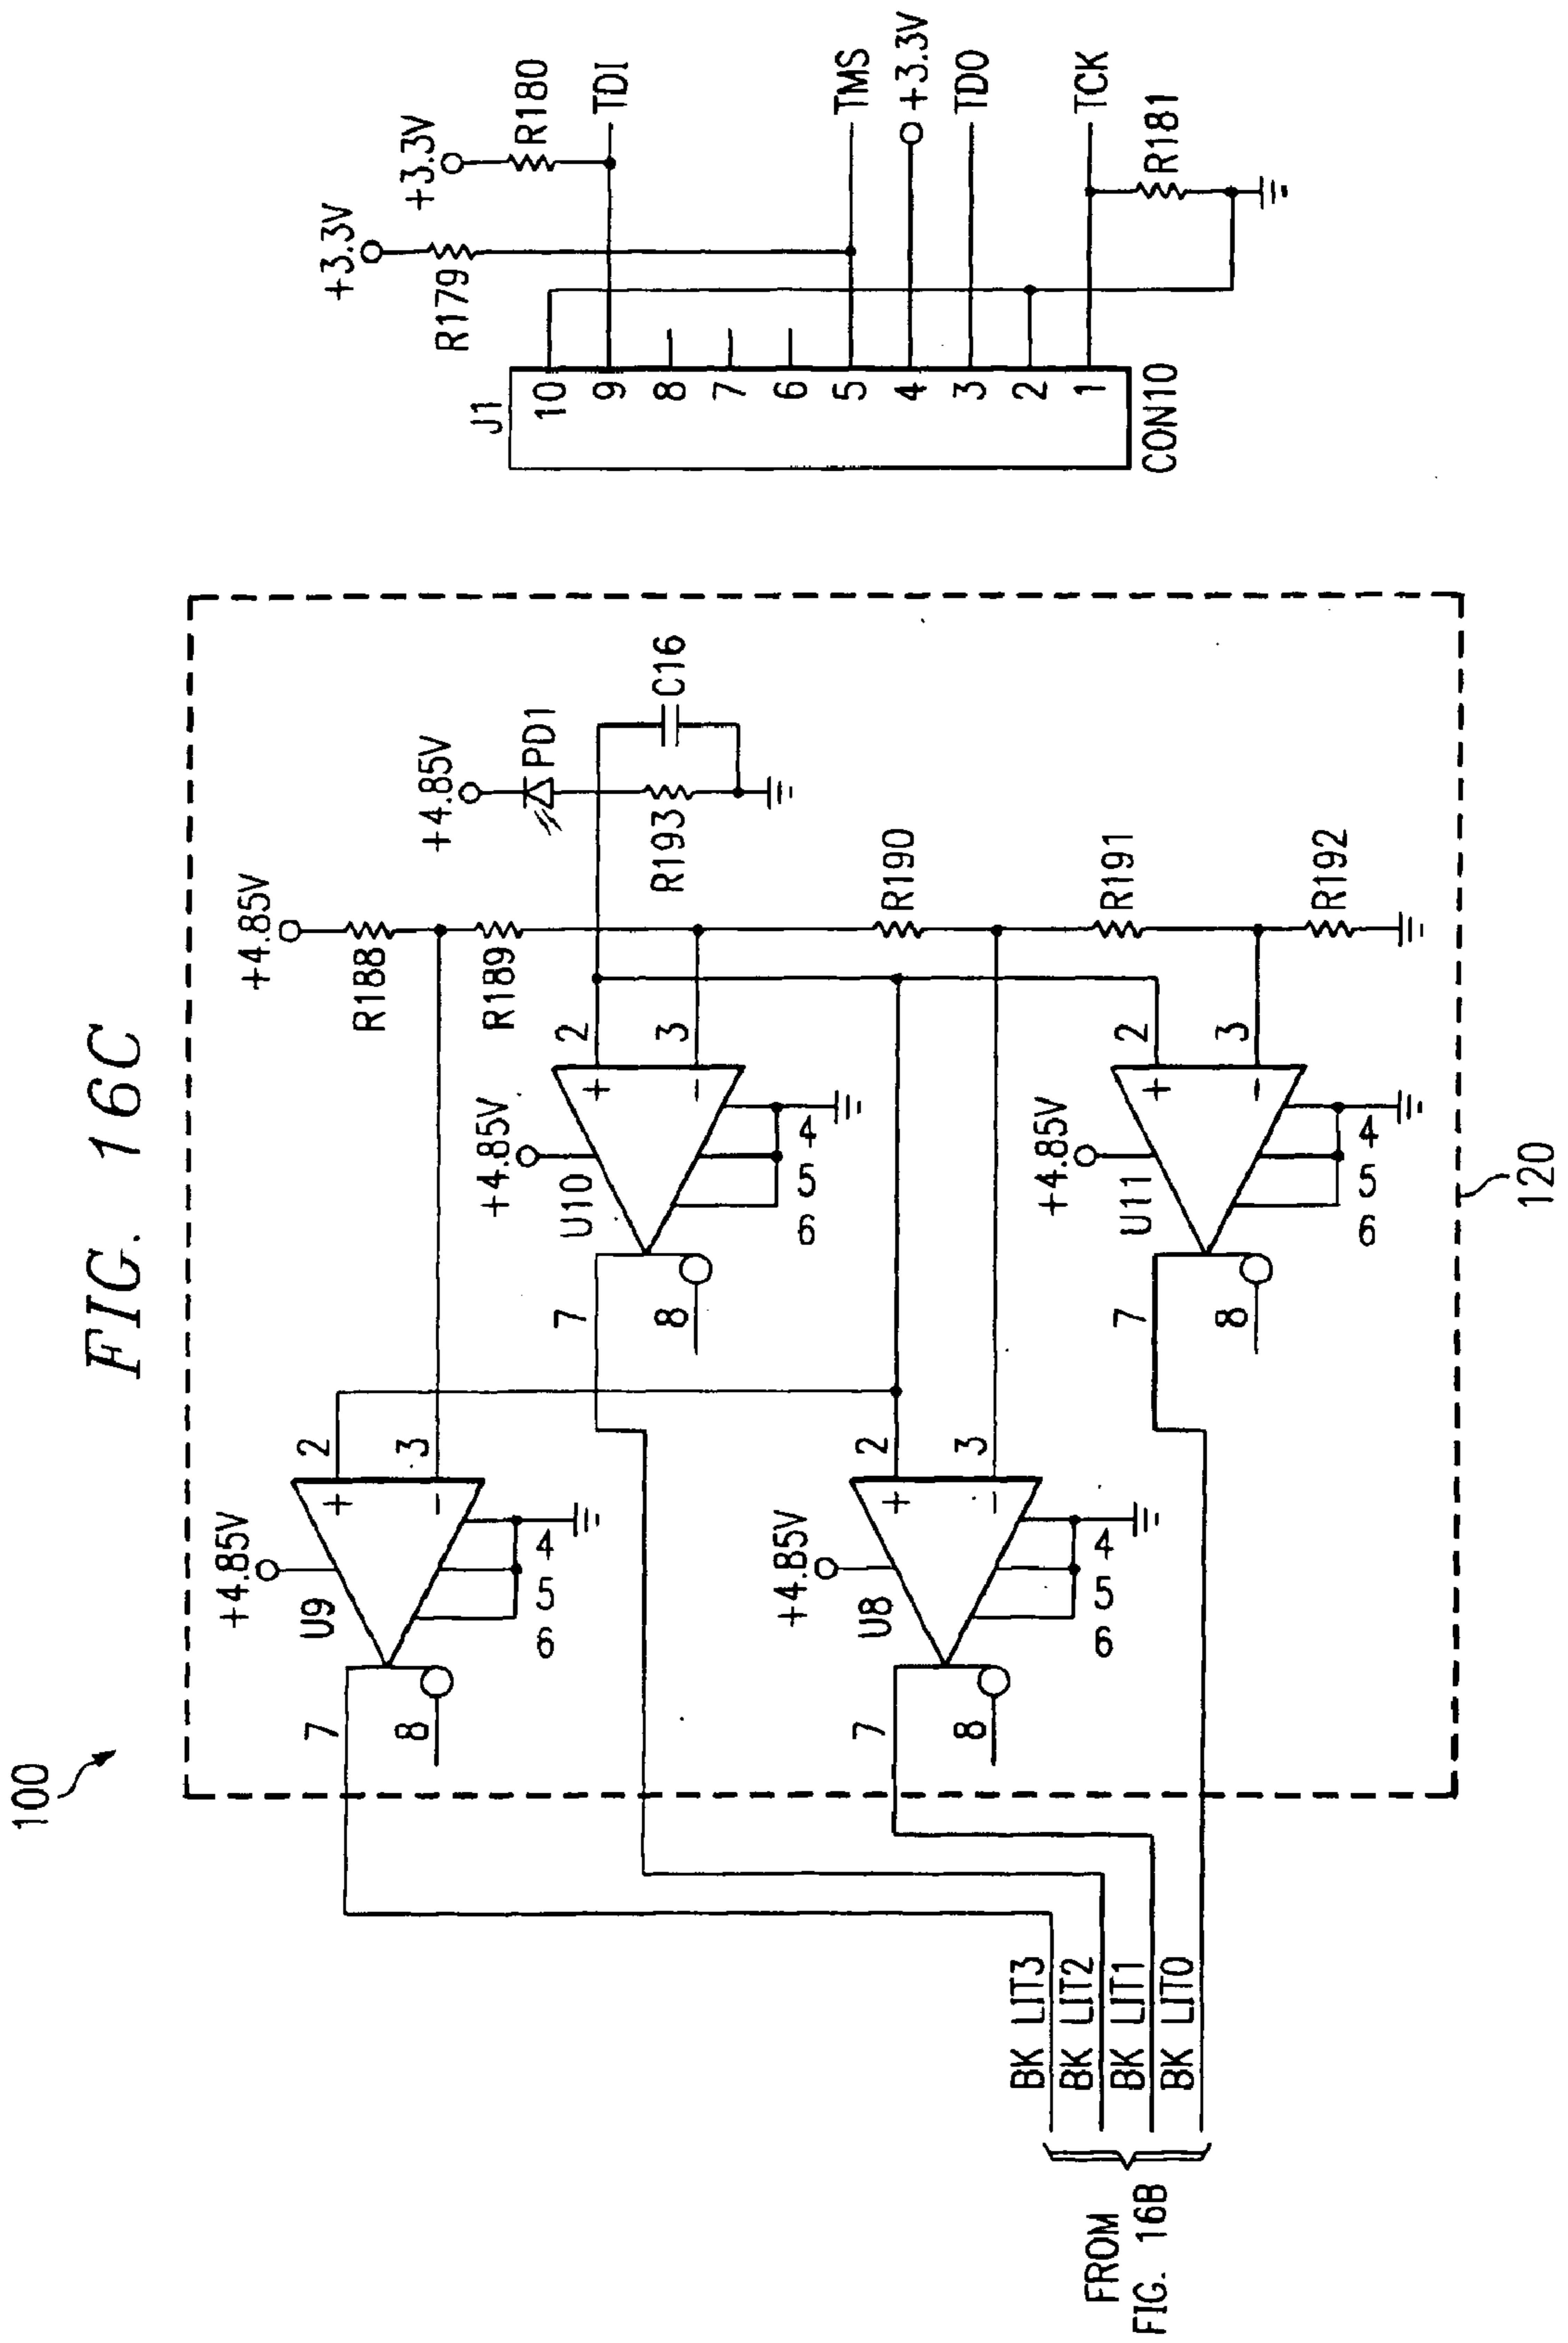 FIG. 16C
100
+4.85V
U9
2
3
+
−
4
5
6
7
8
+4.85V
R188
R189
+4.85V
U10
2
3
+
−
4
5
6
7
8
+4.85V
PD1
C16
R193
R190
R191
R192
+4.85V
U8
2
3
+
−
4
5
6
7
8
+4.85V
U11
2
3
+
−
4
5
6
7
8
120
BK LIT3
BK LIT2
BK LIT1
BK LIT0
FROM
FIG. 16B
+3.3V
R179
+3.3V
R180
J1
10
9
8
7
6
5
4
3
2
1
CON10
TDI
TMS
+3.3V
TDO
TCK
R181